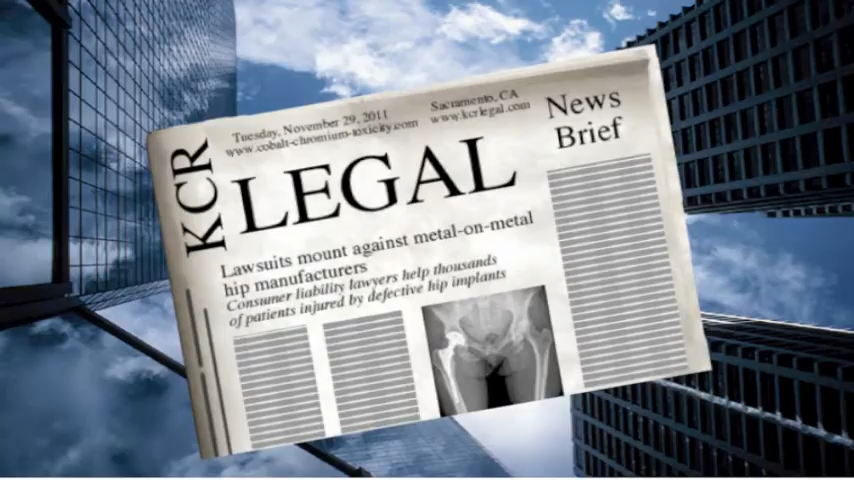 KCR
Tuesday, November 29, 2011
www.cobalt-chromium-toxicity.com
Sacramento, CA
www.kcrlegal.com
LEGAL
News
Brief
Lawsuits mount against metal-on-metal
hip manufacturers
Consumer liability lawyers help thousands
of patients injured by defective hip implants